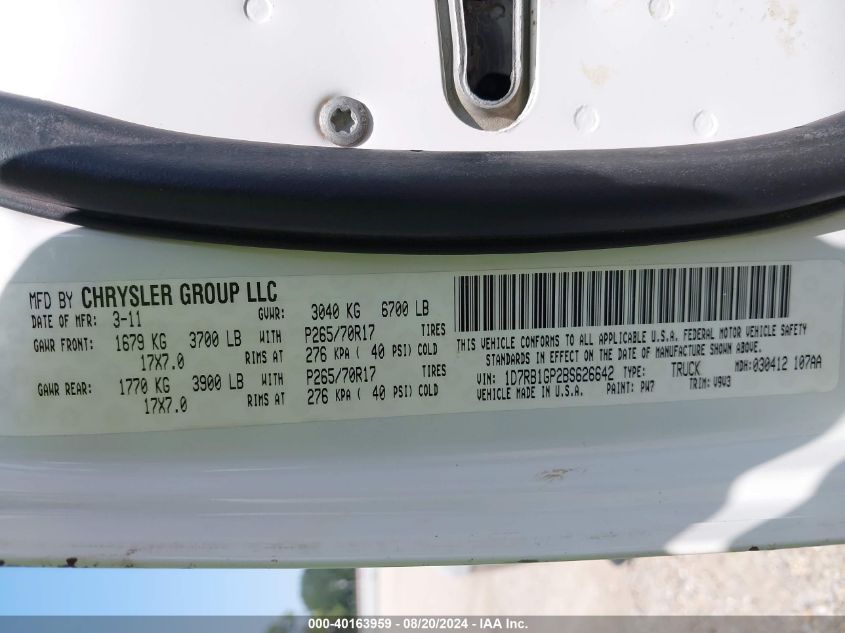 MFD BY CHRYSLER GROUP LLC
DATE OF MFR: 3-11 GVWR: 3040 KG 6700 LB
GAWR FRONT: 1679 KG 3700 LB WITH P265/70R17 TIRES
17X7.0 RIMS AT 276 KPA ( 40 PSI) COLD
GAWR REAR: 1770 KG 3900 LB WITH P265/70R17 TIRES
17X7.0 RIMS AT 276 KPA ( 40 PSI) COLD
THIS VEHICLE CONFORMS TO ALL APPLICABLE U.S.A. FEDERAL MOTOR VEHICLE SAFETY
STANDARDS IN EFFECT ON THE DATE OF MANUFACTURE SHOWN ABOVE.
VIN: 1D7RB1GP2BS626642 TYPE: TRUCK MDH: 030412 107AA
VEHICLE MADE IN U.S.A. PAINT: PW7 TRIM: V9V3
000-40163959 - 08/20/2024 - IAA Inc.